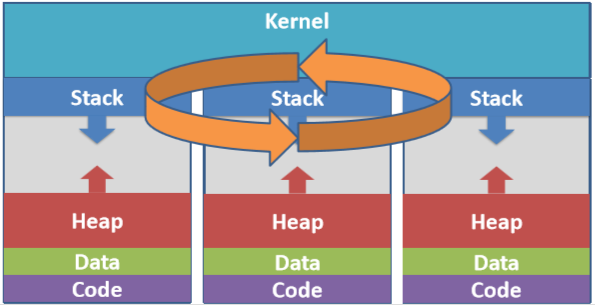 Kernel
Stack Stack Stack
Heap Heap Heap
Data Data Data
Code Code Code